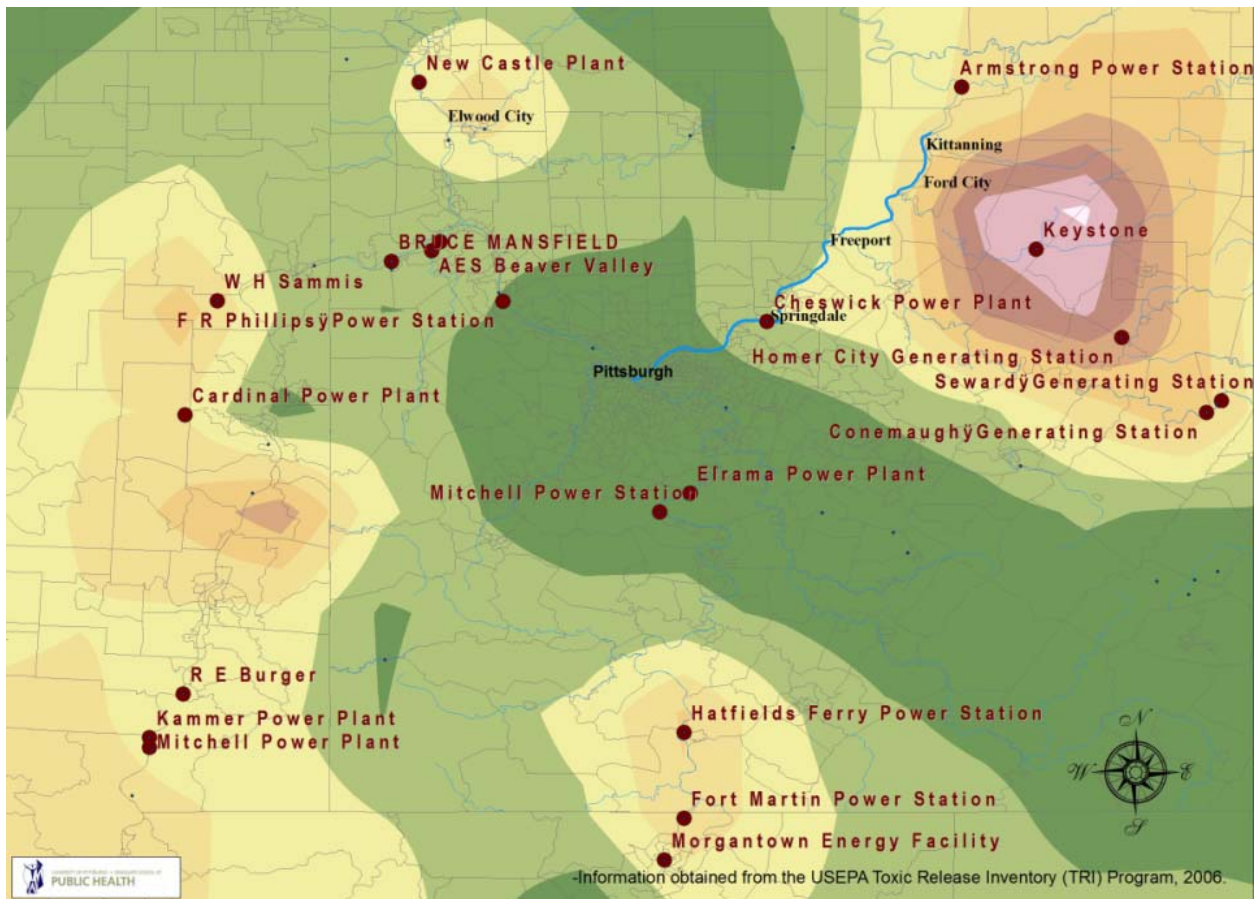 New Castle Plant
Armstrong Power Station
Elwood City
Kittanning
Ford City
Keystone
Freeport
BRUCE MANSFIELD
AES Beaver Valley
W H Sammis
Cheswick Power Plant
F R PhillipsÿPower Station
Springdale
Homer City Generating Station
Pittsburgh
SewardÿGenerating Station
Cardinal Power Plant
ConemaughÿGenerating Station
Elrama Power Plant
Mitchell Power Station
R E Burger
Hatfields Ferry Power Station
Kammer Power Plant
Mitchell Power Plant
N
W
E
S
Fort Martin Power Station
Morgantown Energy Facility
PUBLIC HEALTH
-Information obtained from the USEPA Toxic Release Inventory (TRI) Program, 2006.